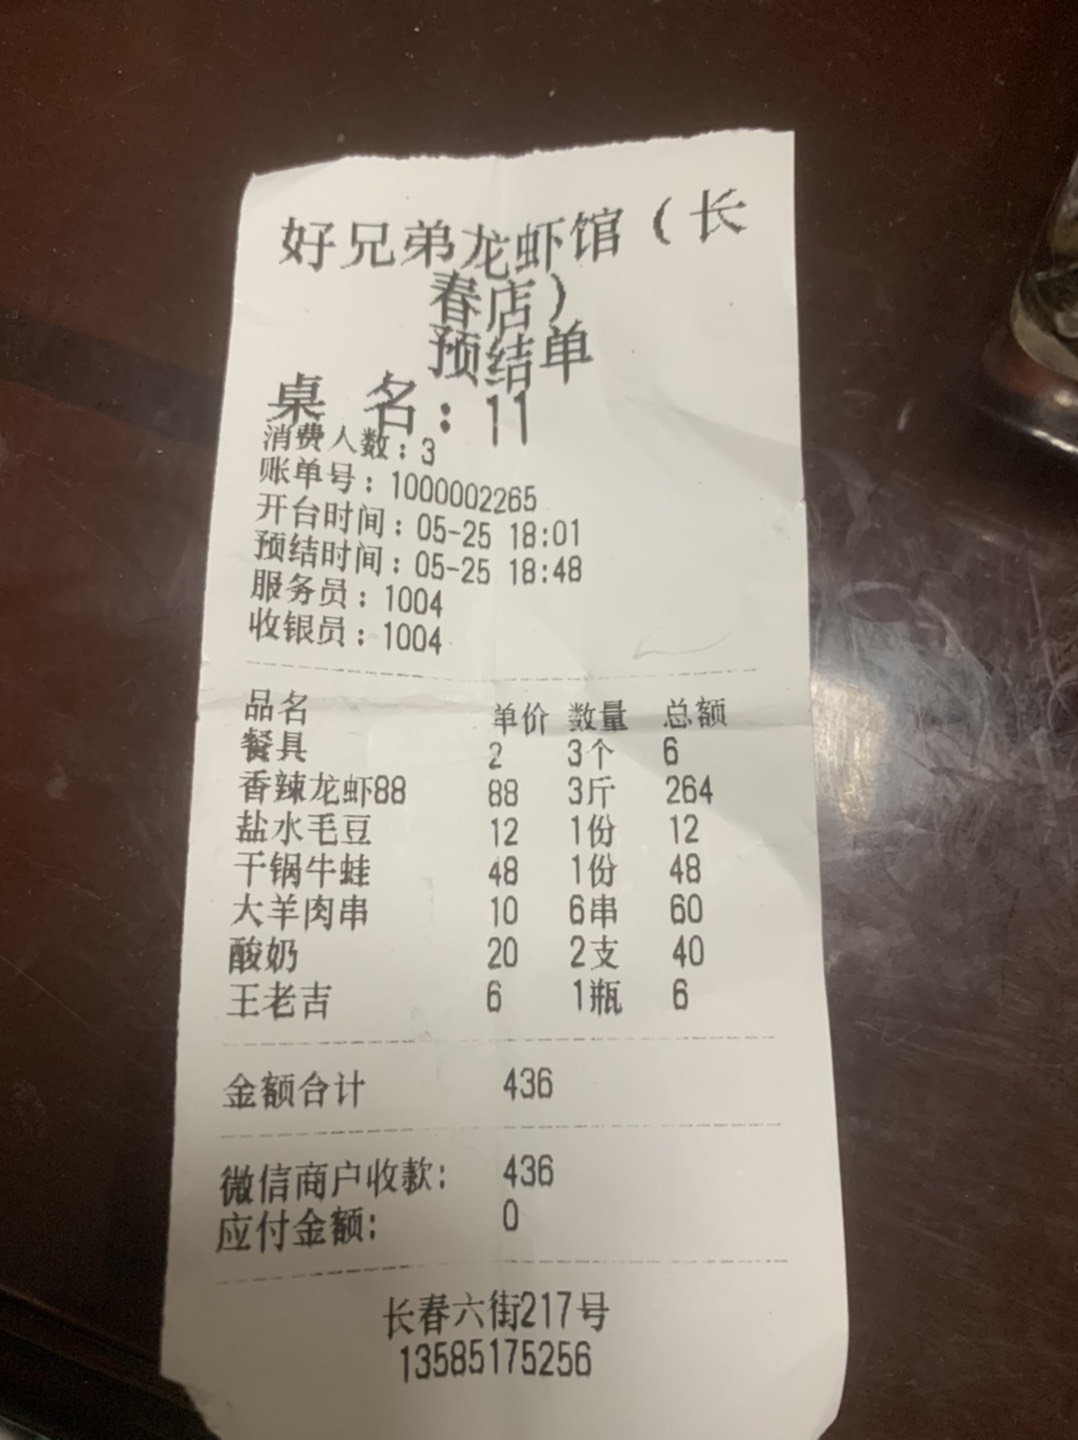 好兄弟龙虾馆（长
春店）
预结单
桌 名：11
消费人数：3
账单号：1000002265
开台时间：05-25 18:01
预结时间：05-25 18:48
服务员：1004
收银员：1004
品名 单价 数量 总额
餐具 2 3个 6
香辣龙虾88 88 3斤 264
盐水毛豆 12 1份 12
干锅牛蛙 48 1份 48
大羊肉串 10 6串 60
酸奶 20 2支 40
王老吉 6 1瓶 6
金额合计 436
微信商户收款: 436
应付金额: 0
长春六街217号
13585175256